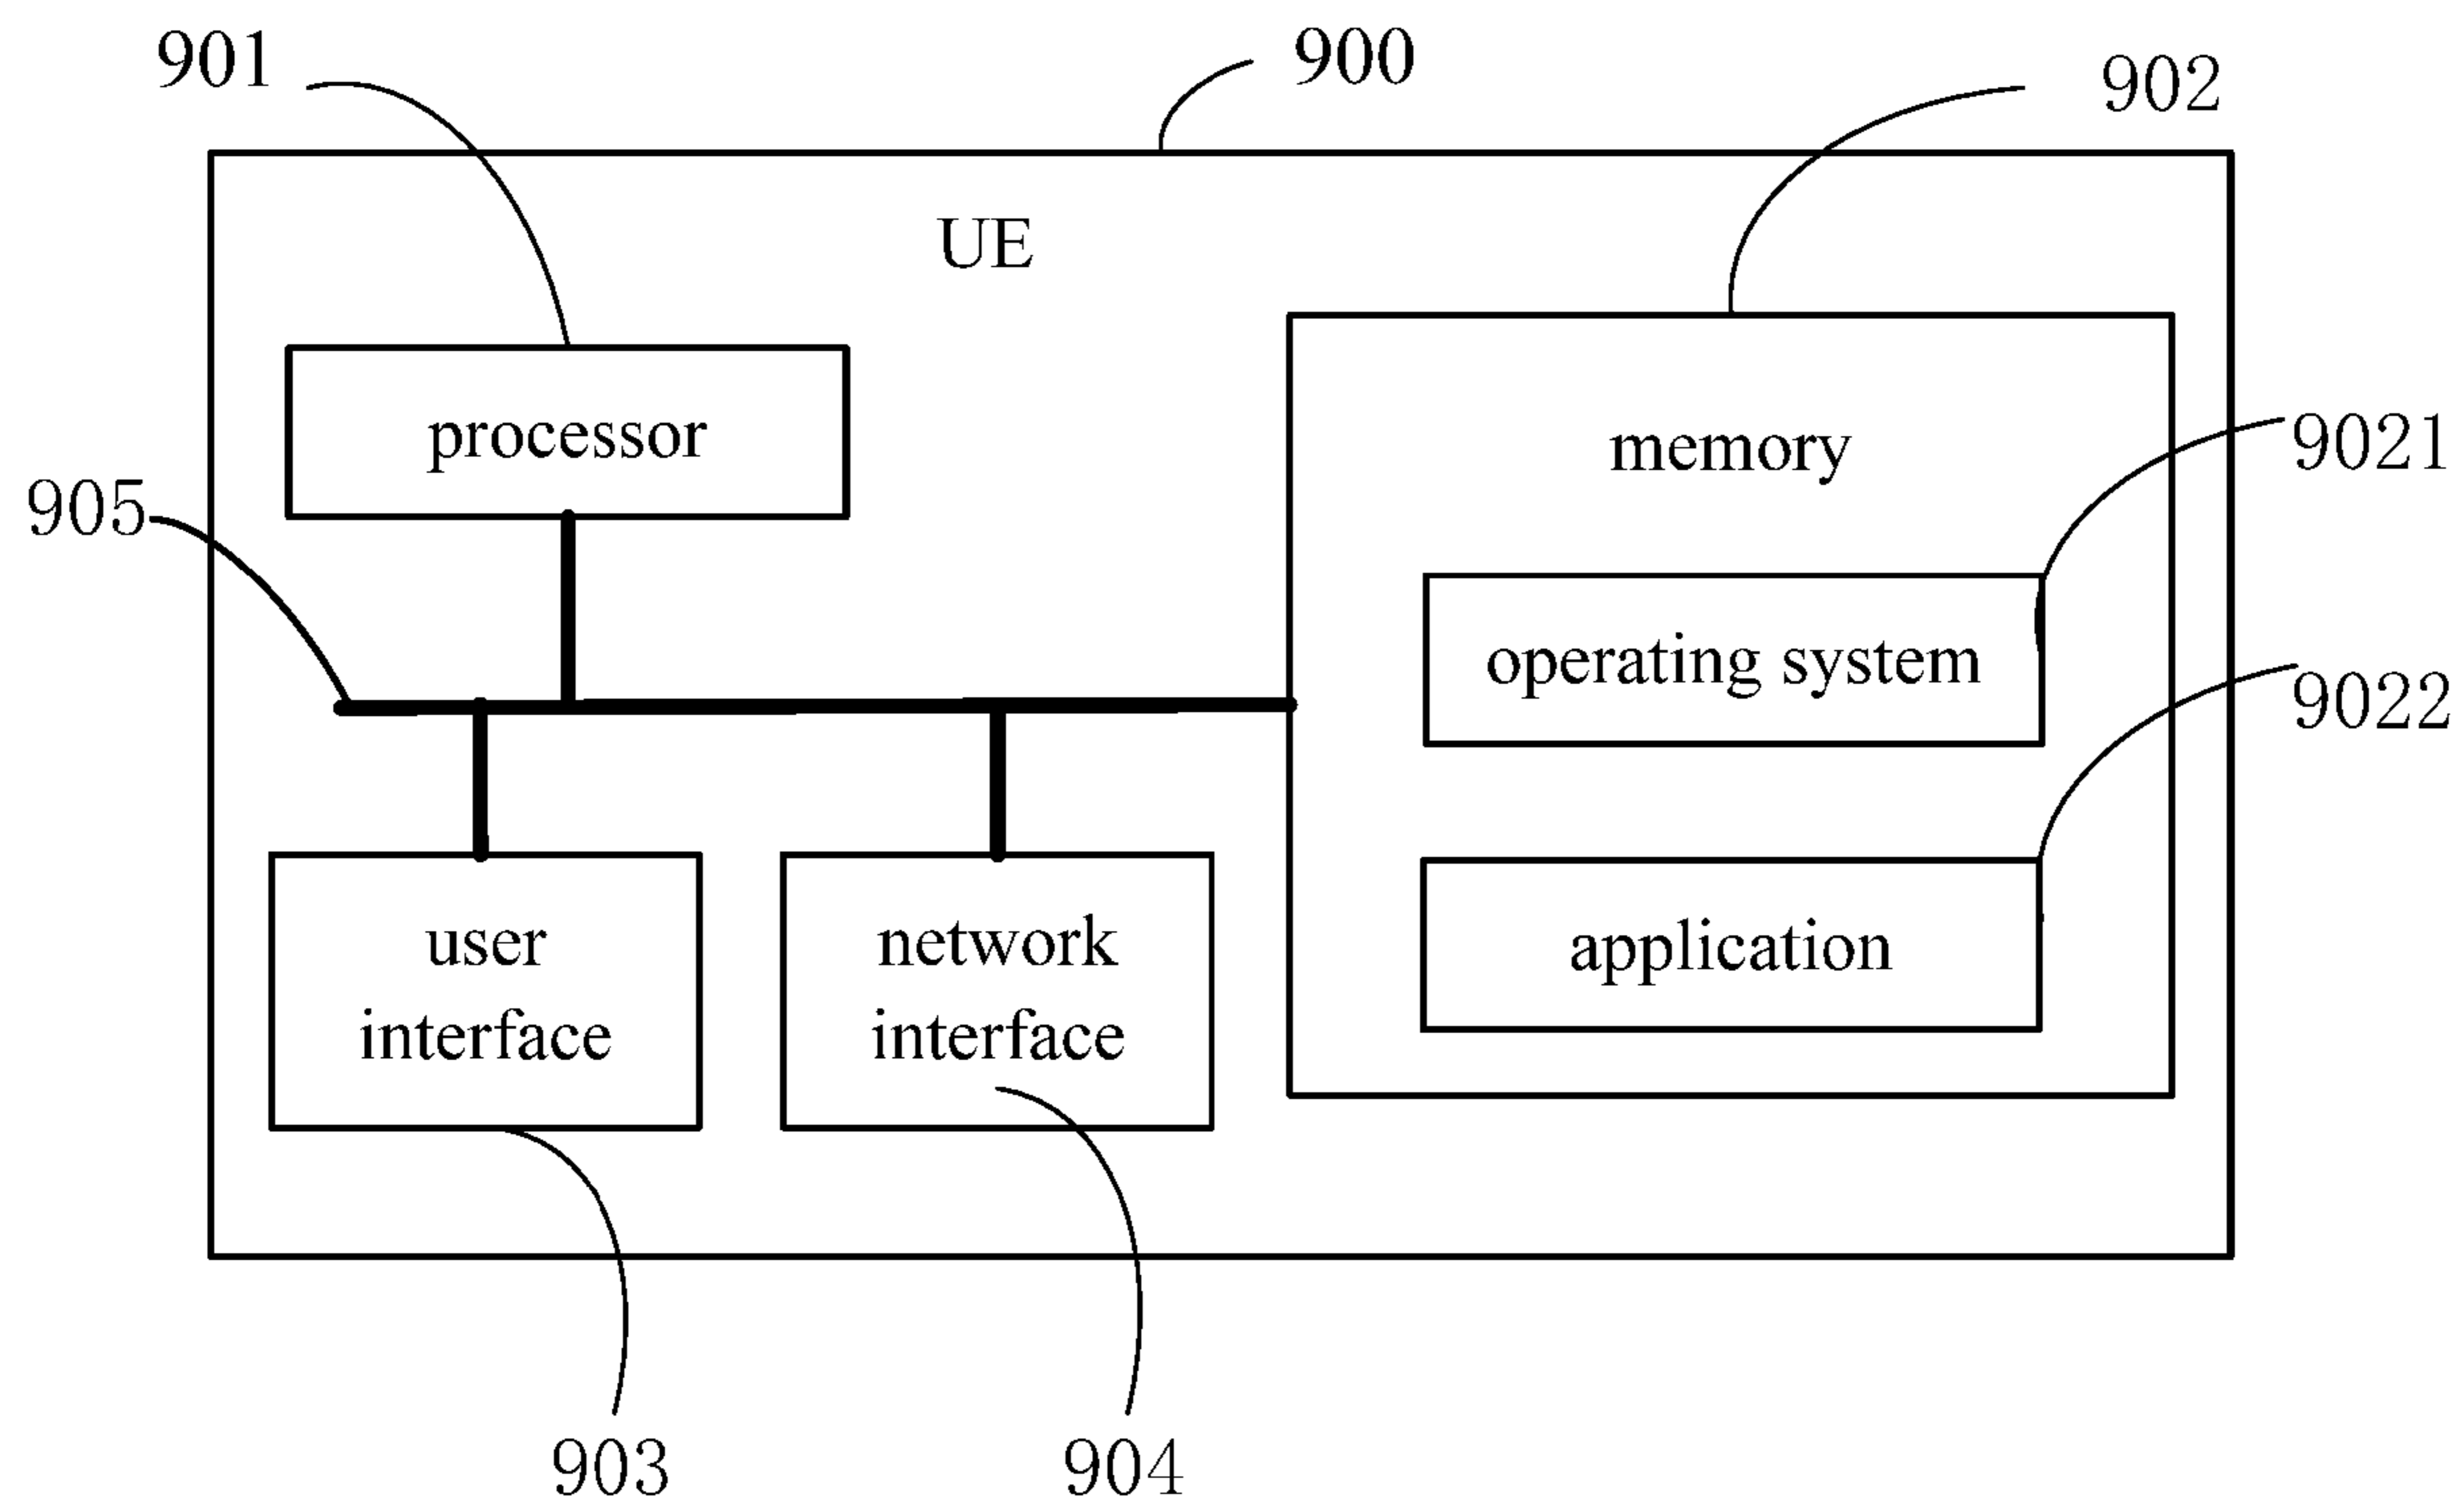 901
900
902
UE
processor
memory
9021
905
operating system
9022
user
interface
network
interface
application
903
904